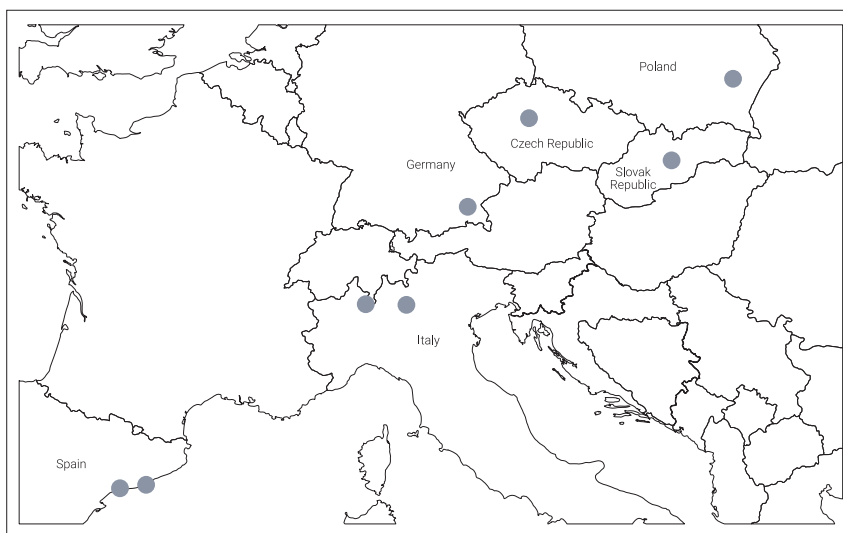 Poland
Czech Republic
Germany
Slovak
Republic
Italy
Spain